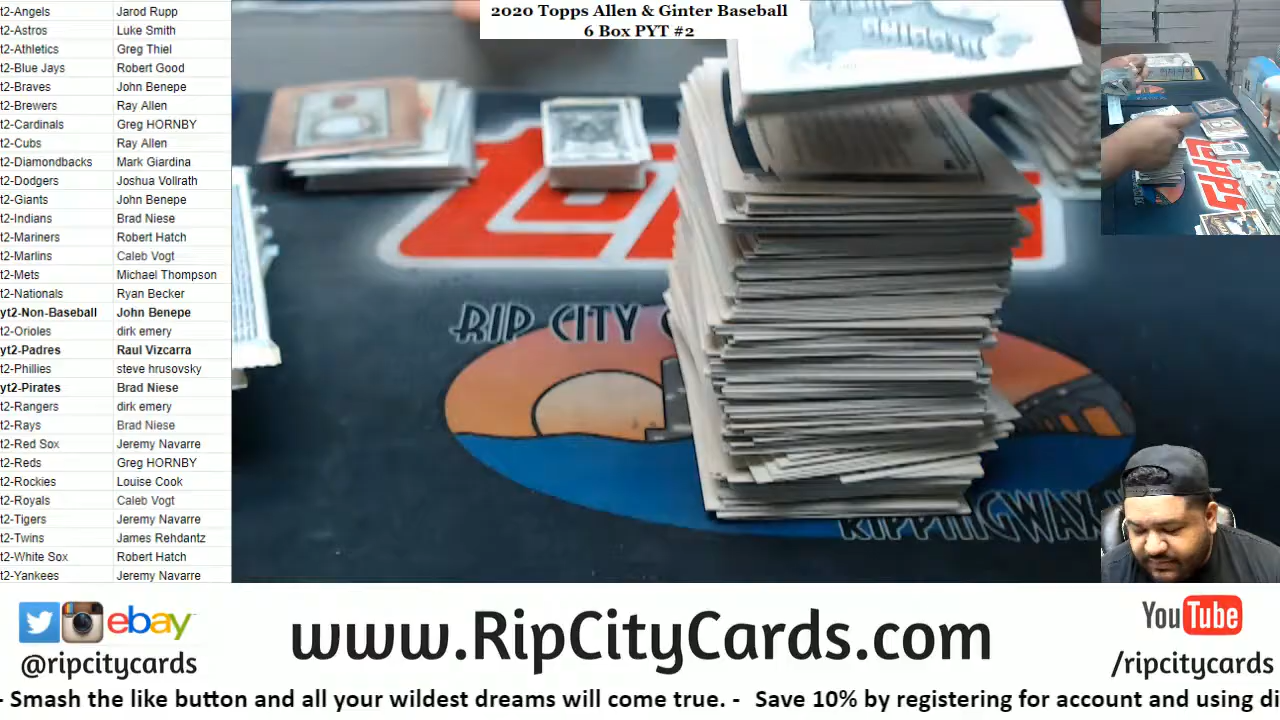 2020 Topps Allen & Ginter Baseball
6 Box PYT #2
t2-Angels Jarod Rupp
t2-Astros Luke Smith
t2-Athletics Greg Thiel
t2-Blue Jays Robert Good
t2-Braves John Benepe
t2-Brewers Ray Allen
t2-Cardinals Greg HORNBY
t2-Cubs Ray Allen
t2-Diamondbacks Mark Giardina
t2-Dodgers Joshua Vollrath
t2-Giants John Benepe
t2-Indians Brad Niese
t2-Mariners Robert Hatch
t2-Marlins Caleb Vogt
t2-Mets Michael Thompson
t2-Nationals Ryan Becker
yt2-Non-Baseball John Benepe
t2-Orioles dirk emery
yt2-Padres Raul Vizcarra
t2-Phillies steve hrusovsky
yt2-Pirates Brad Niese
t2-Rangers dirk emery
t2-Rays Brad Niese
t2-Red Sox Jeremy Navarre
t2-Reds Greg HORNBY
t2-Rockies Louise Cook
t2-Royals Caleb Vogt
t2-Tigers Jeremy Navarre
t2-Twins James Rehdantz
t2-White Sox Robert Hatch
t2-Yankees Jeremy Navarre
RIP CITY
RIPPINGWAX
TOPPS
ebay
@ripcitycards
www.RipCityCards.com
YouTube
/ripcitycards
- Smash the like button and all your wildest dreams will come true. - Save 10% by registering for account and using di